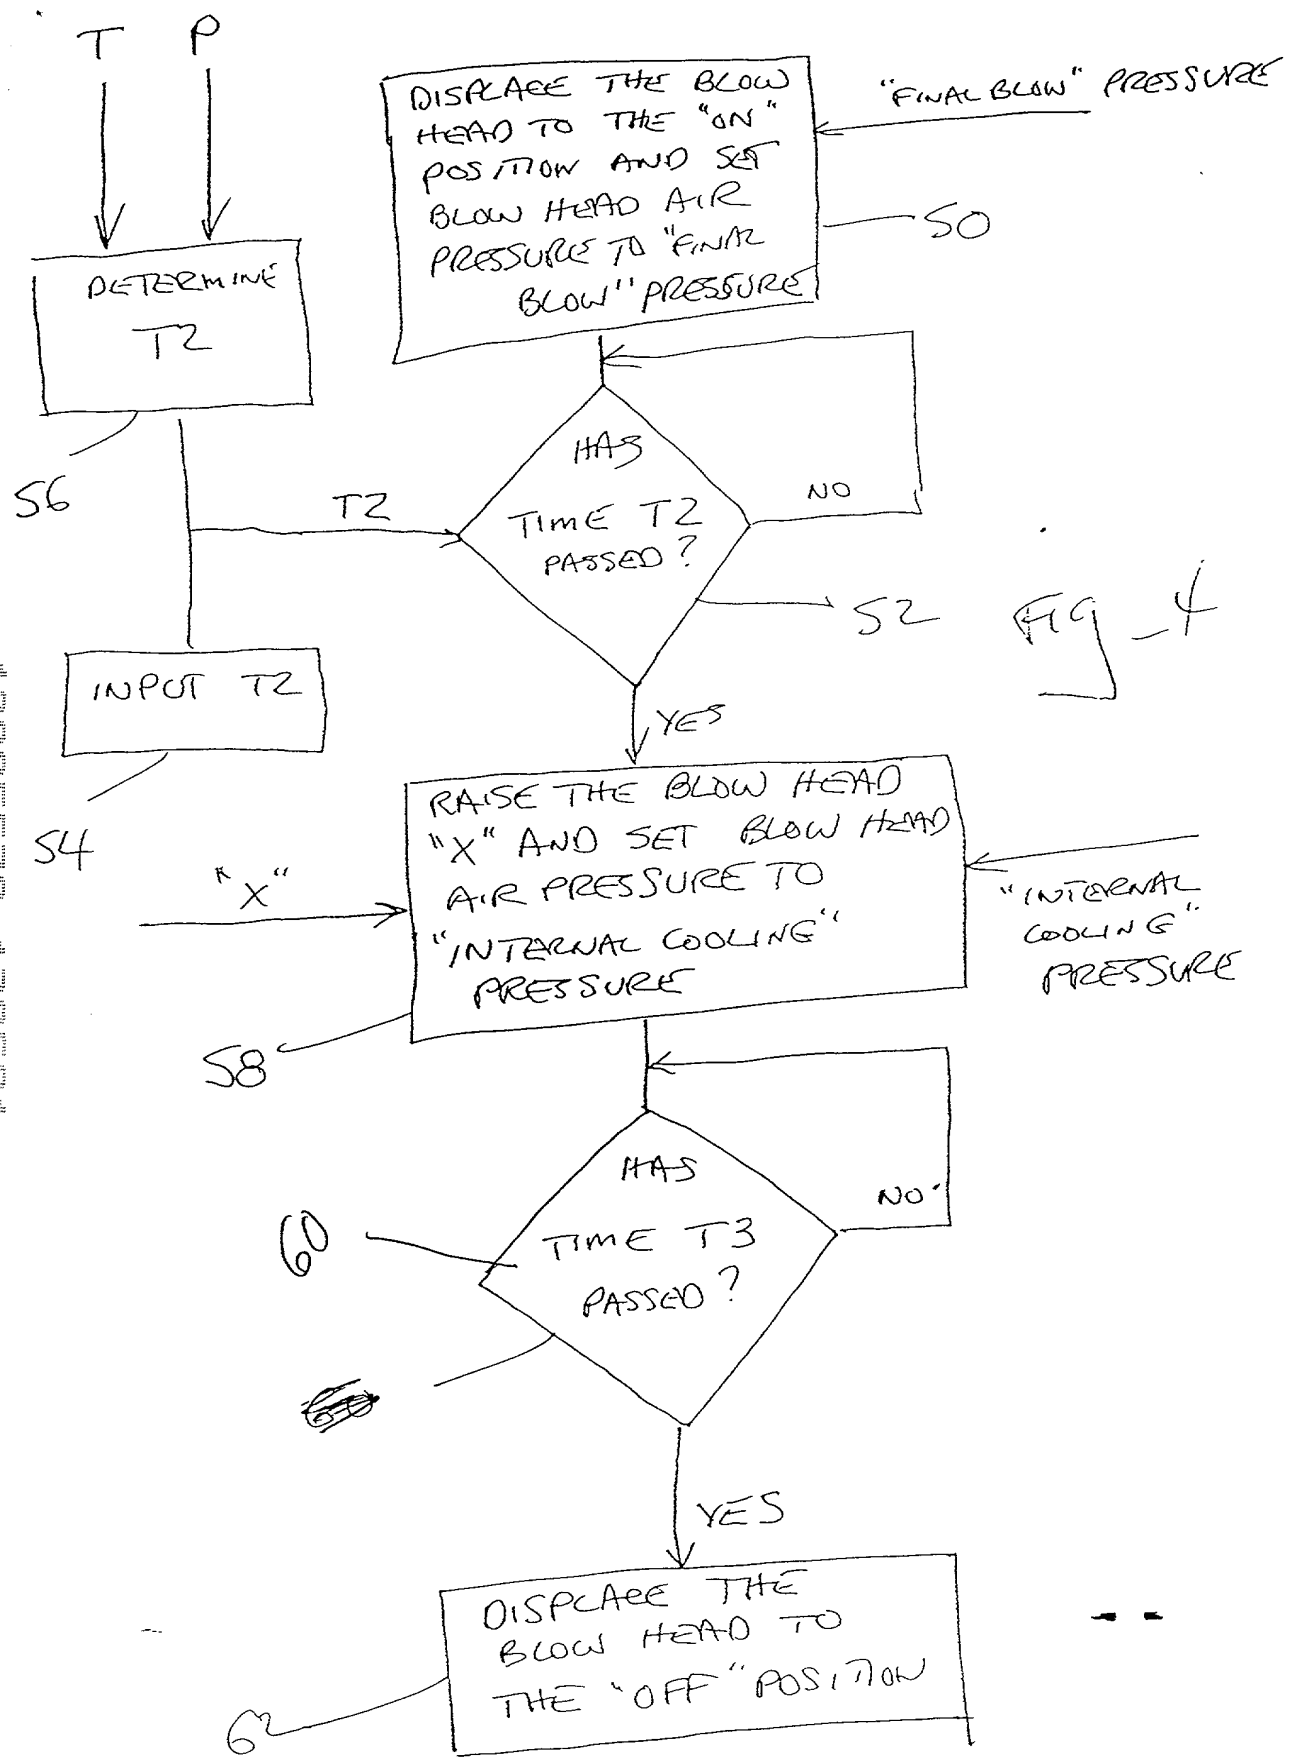 T P
DISPLACE THE BLOW
HEAD TO THE "ON"
POSITION AND SET
BLOW HEAD AIR
PRESSURE TO "FINAL
BLOW" PRESSURE
"FINAL BLOW" PRESSURE
50
DETERMINE
T2
56
T2
HAS
TIME T2
PASSED?
NO
52
Fig_4
INPUT T2
54
YES
RAISE THE BLOW HEAD
"X" AND SET BLOW HEAD
AIR PRESSURE TO
"INTERNAL COOLING"
PRESSURE
"X"
"INTERNAL
COOLING"
PRESSURE
58
HAS
TIME T3
PASSED?
NO
60
YES
DISPLACE THE
BLOW HEAD TO
THE "OFF" POSITION
62